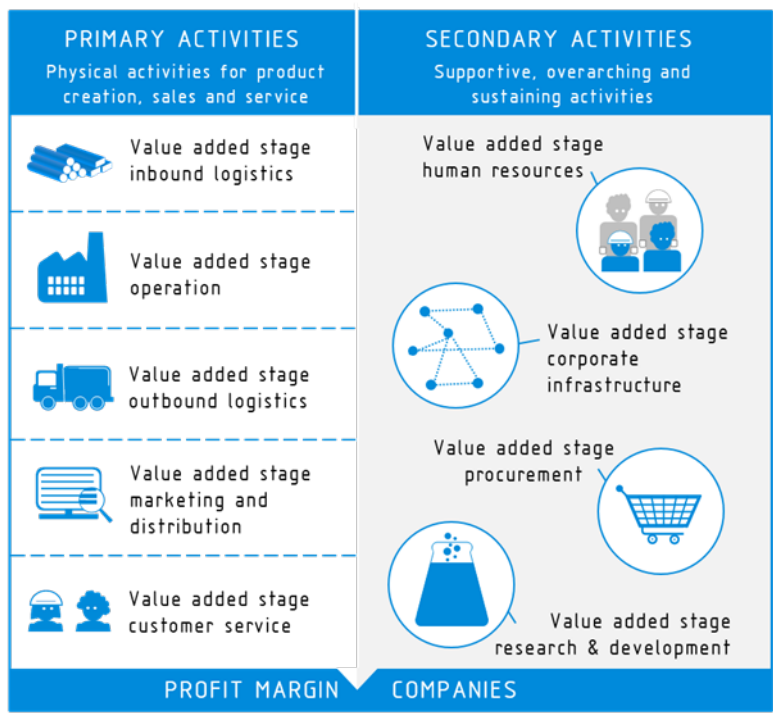 PRIMARY ACTIVITIES
Physical activities for product
creation, sales and service
Value added stage
inbound logistics
Value added stage
operation
Value added stage
outbound logistics
Value added stage
marketing and
distribution
Value added stage
customer service
SECONDARY ACTIVITIES
Supportive, overarching and
sustaining activities
Value added stage
human resources
Value added stage
corporate
infrastructure
Value added stage
procurement
Value added stage
research & development
PROFIT MARGIN COMPANIES